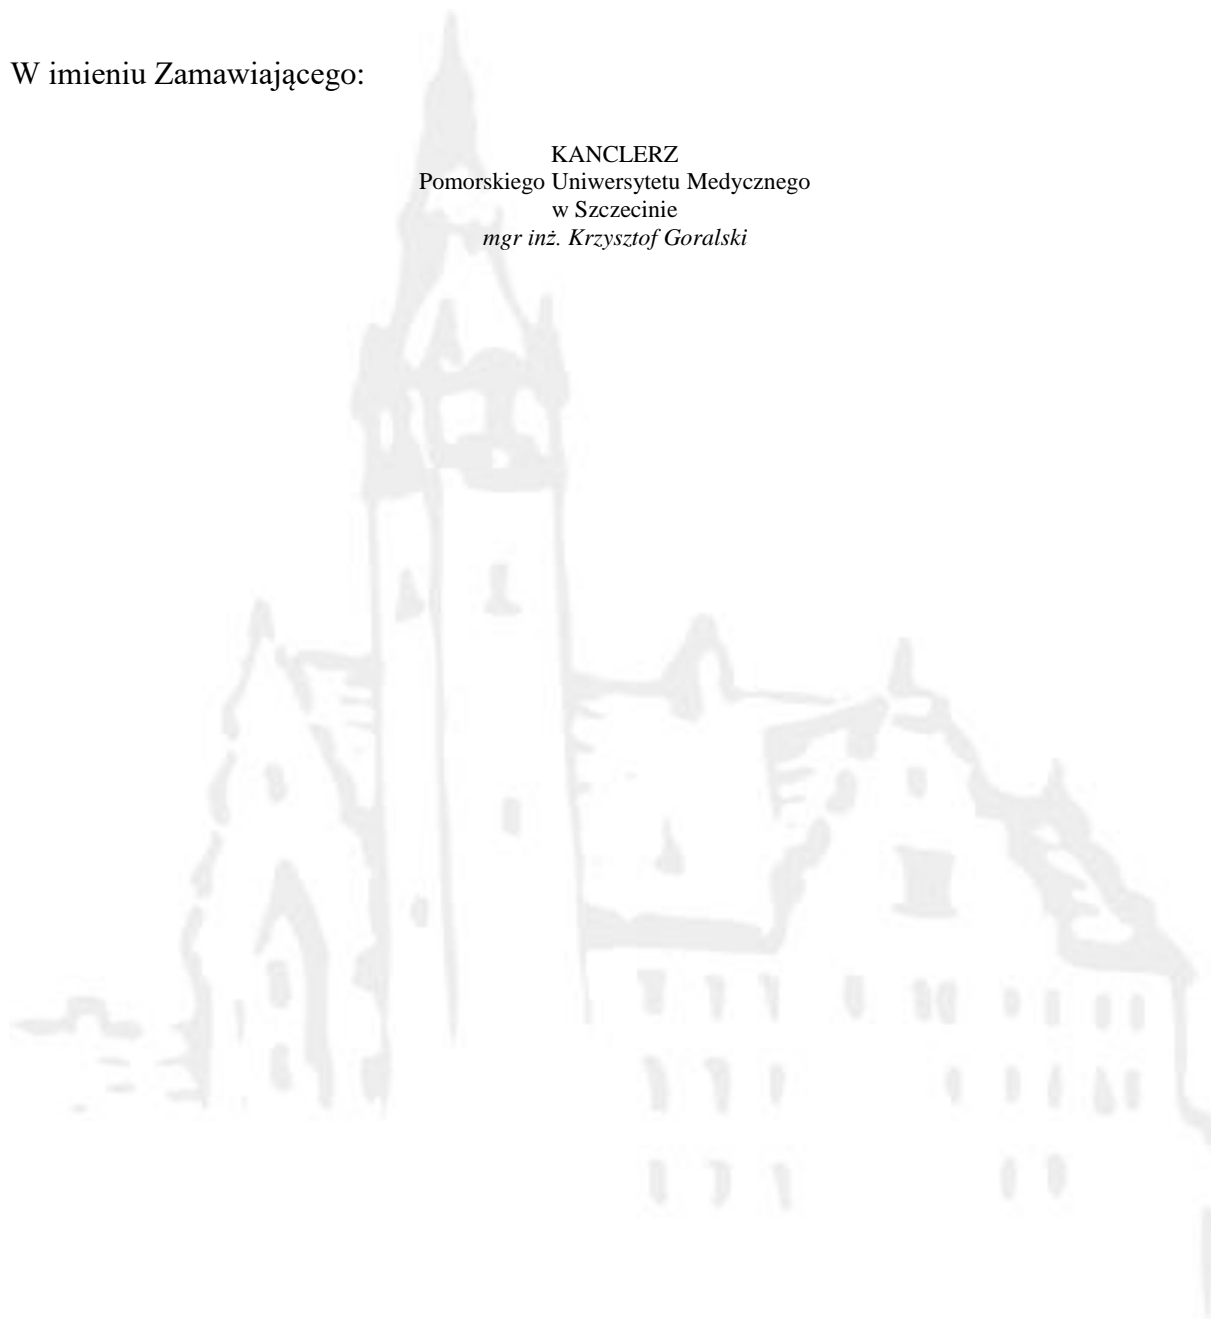 W imieniu Zamawiającego:
KANCLERZ
Pomorskiego Uniwersytetu Medycznego
w Szczecinie
mgr inż. Krzysztof Goralski